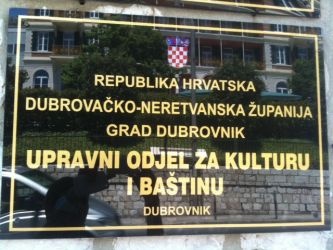 REPUBLIKA HRVATSKA
DUBROVAČKO-NERETVANSKA ŽUPANIJA
GRAD DUBROVNIK
UPRAVNI ODJEL ZA KULTURU
I BAŠTINU
DUBROVNIK